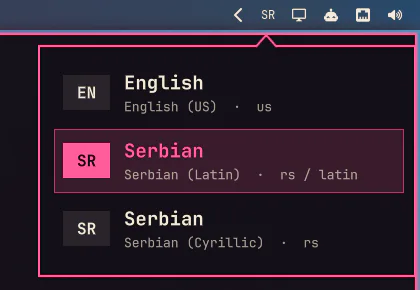 SR
EN English
English (US) · us
SR Serbian
Serbian (Latin) · rs / latin
SR Serbian
Serbian (Cyrillic) · rs